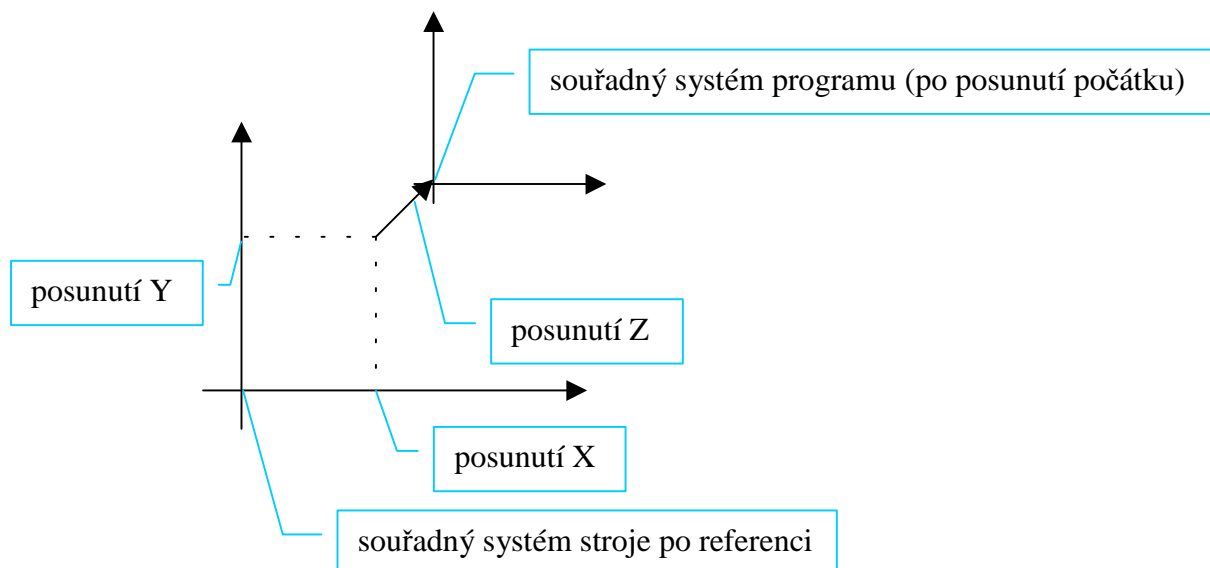 souřadný systém programu (po posunutí počátku)
posunutí Y
posunutí Z
posunutí X
souřadný systém stroje po referenci